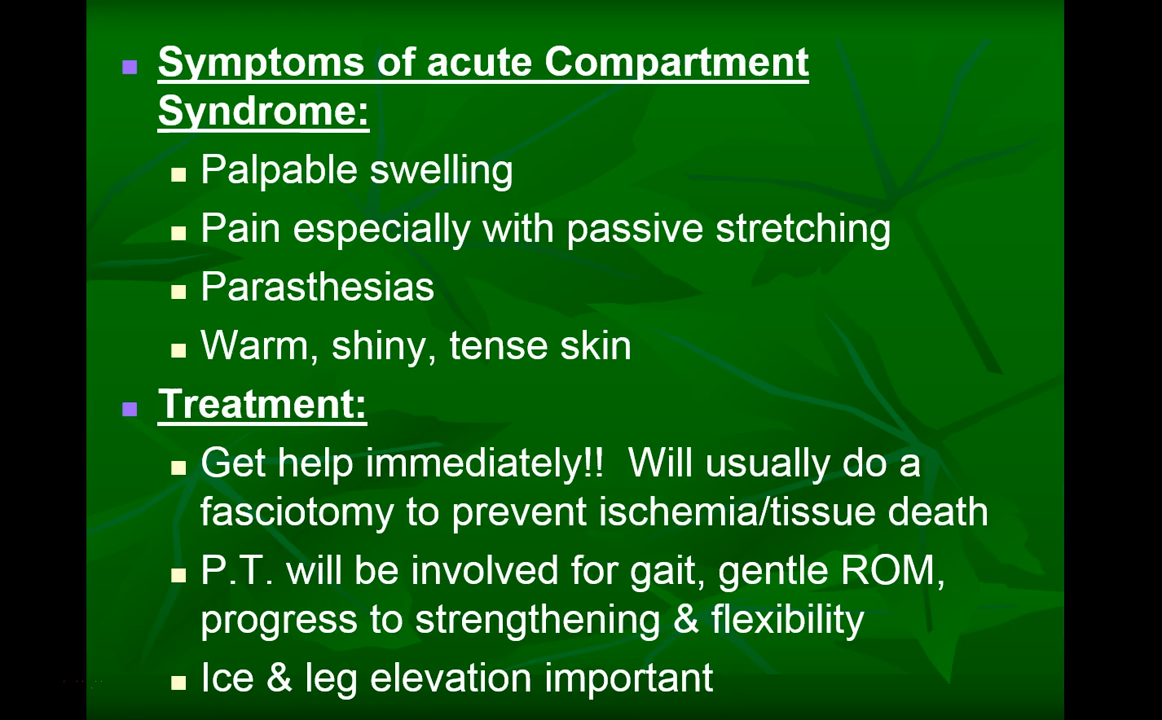 Symptoms of acute Compartment
Syndrome:
Palpable swelling
Pain especially with passive stretching
Parasthesias
Warm, shiny, tense skin
Treatment:
Get help immediately!!  Will usually do a
fasciotomy to prevent ischemia/tissue death
P.T. will be involved for gait, gentle ROM,
progress to strengthening & flexibility
Ice & leg elevation important